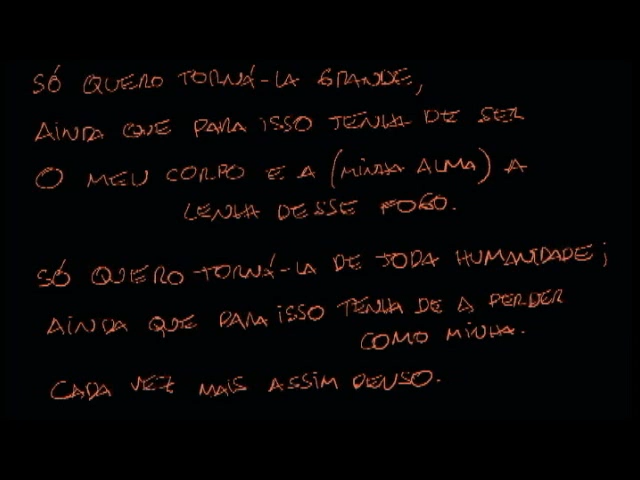 SÓ QUERO TORNÁ-LA GRANDE,
AINDA QUE PARA ISSO TENHA DE SER
O MEU CORPO E A (MINHA ALMA) A
LENHA DESSE FOGO.
SÓ QUERO TORNÁ-LA DE TODA HUMANIDADE;
AINDA QUE PARA ISSO TENHA DE A PERDER
COMO MINHA.
CADA VEZ MAIS ASSIM PENSO.